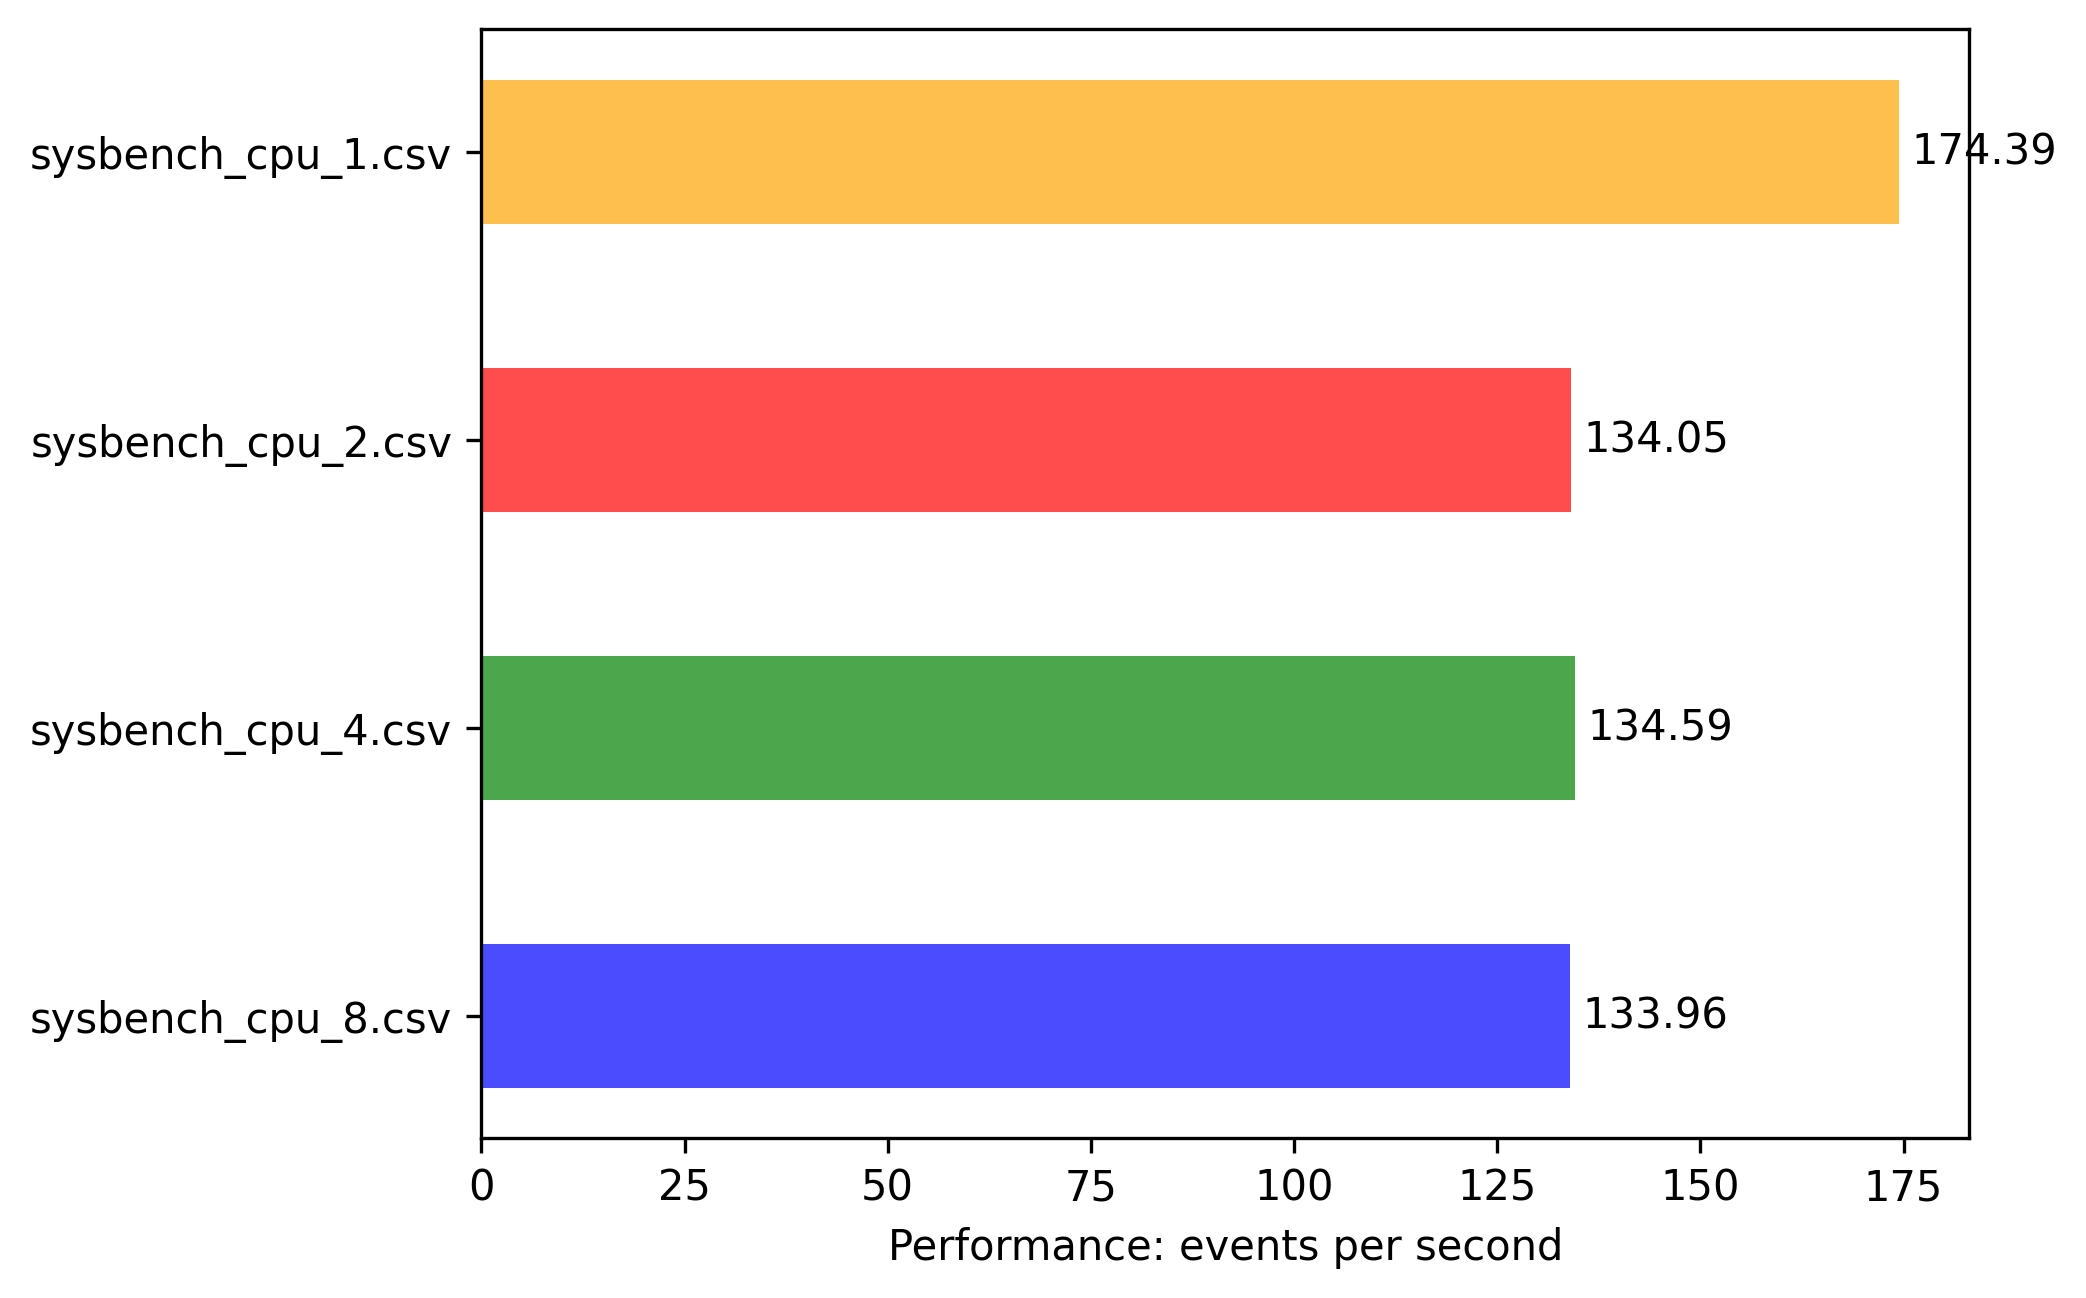 sysbench_cpu_1.csv
174.39
sysbench_cpu_2.csv
134.05
sysbench_cpu_4.csv
134.59
sysbench_cpu_8.csv
133.96
0 25 50 75 100 125 150 175
Performance: events per second